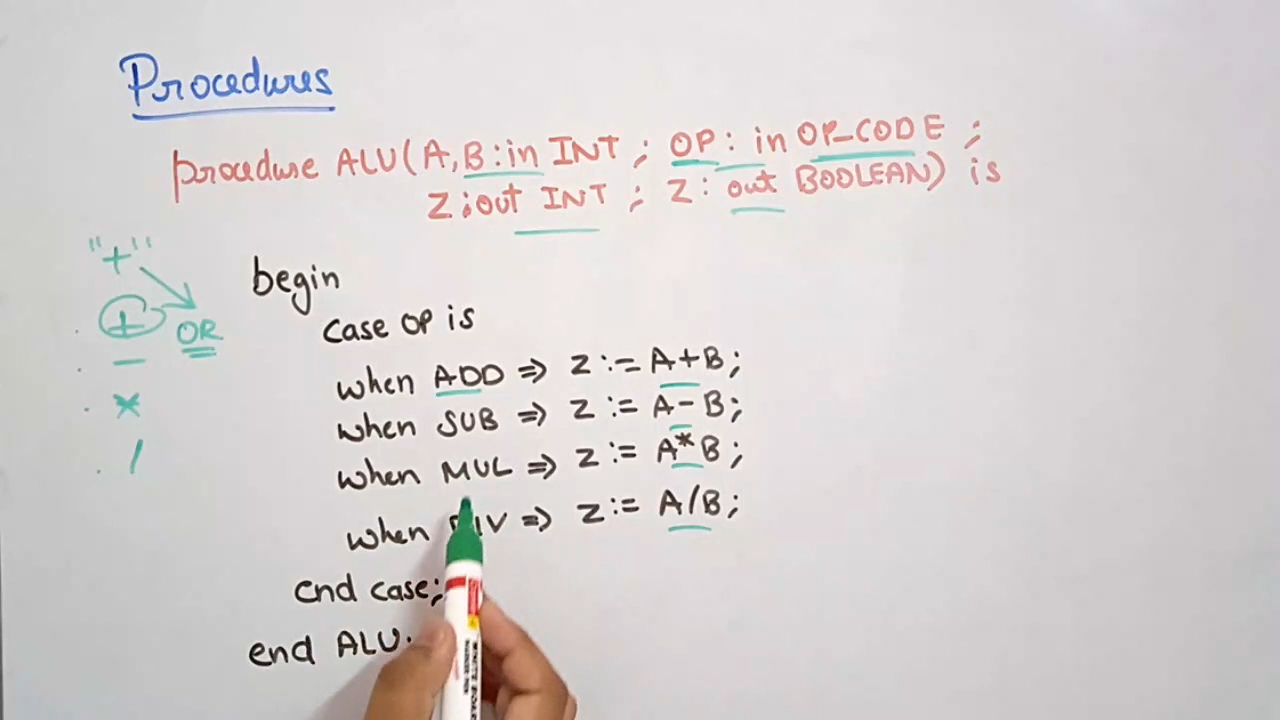 Procedures
procedure ALU(A,B:in INT ; OP: in OP_CODE ;
Z:out INT ; Z: out BOOLEAN) is
"+"
begin
+ OR
case OP is
-
when ADD => Z := A+B;
*
when SUB => Z := A-B;
/
when MUL => Z := A*B;
when => Z := A/B;
end case;
end ALU.